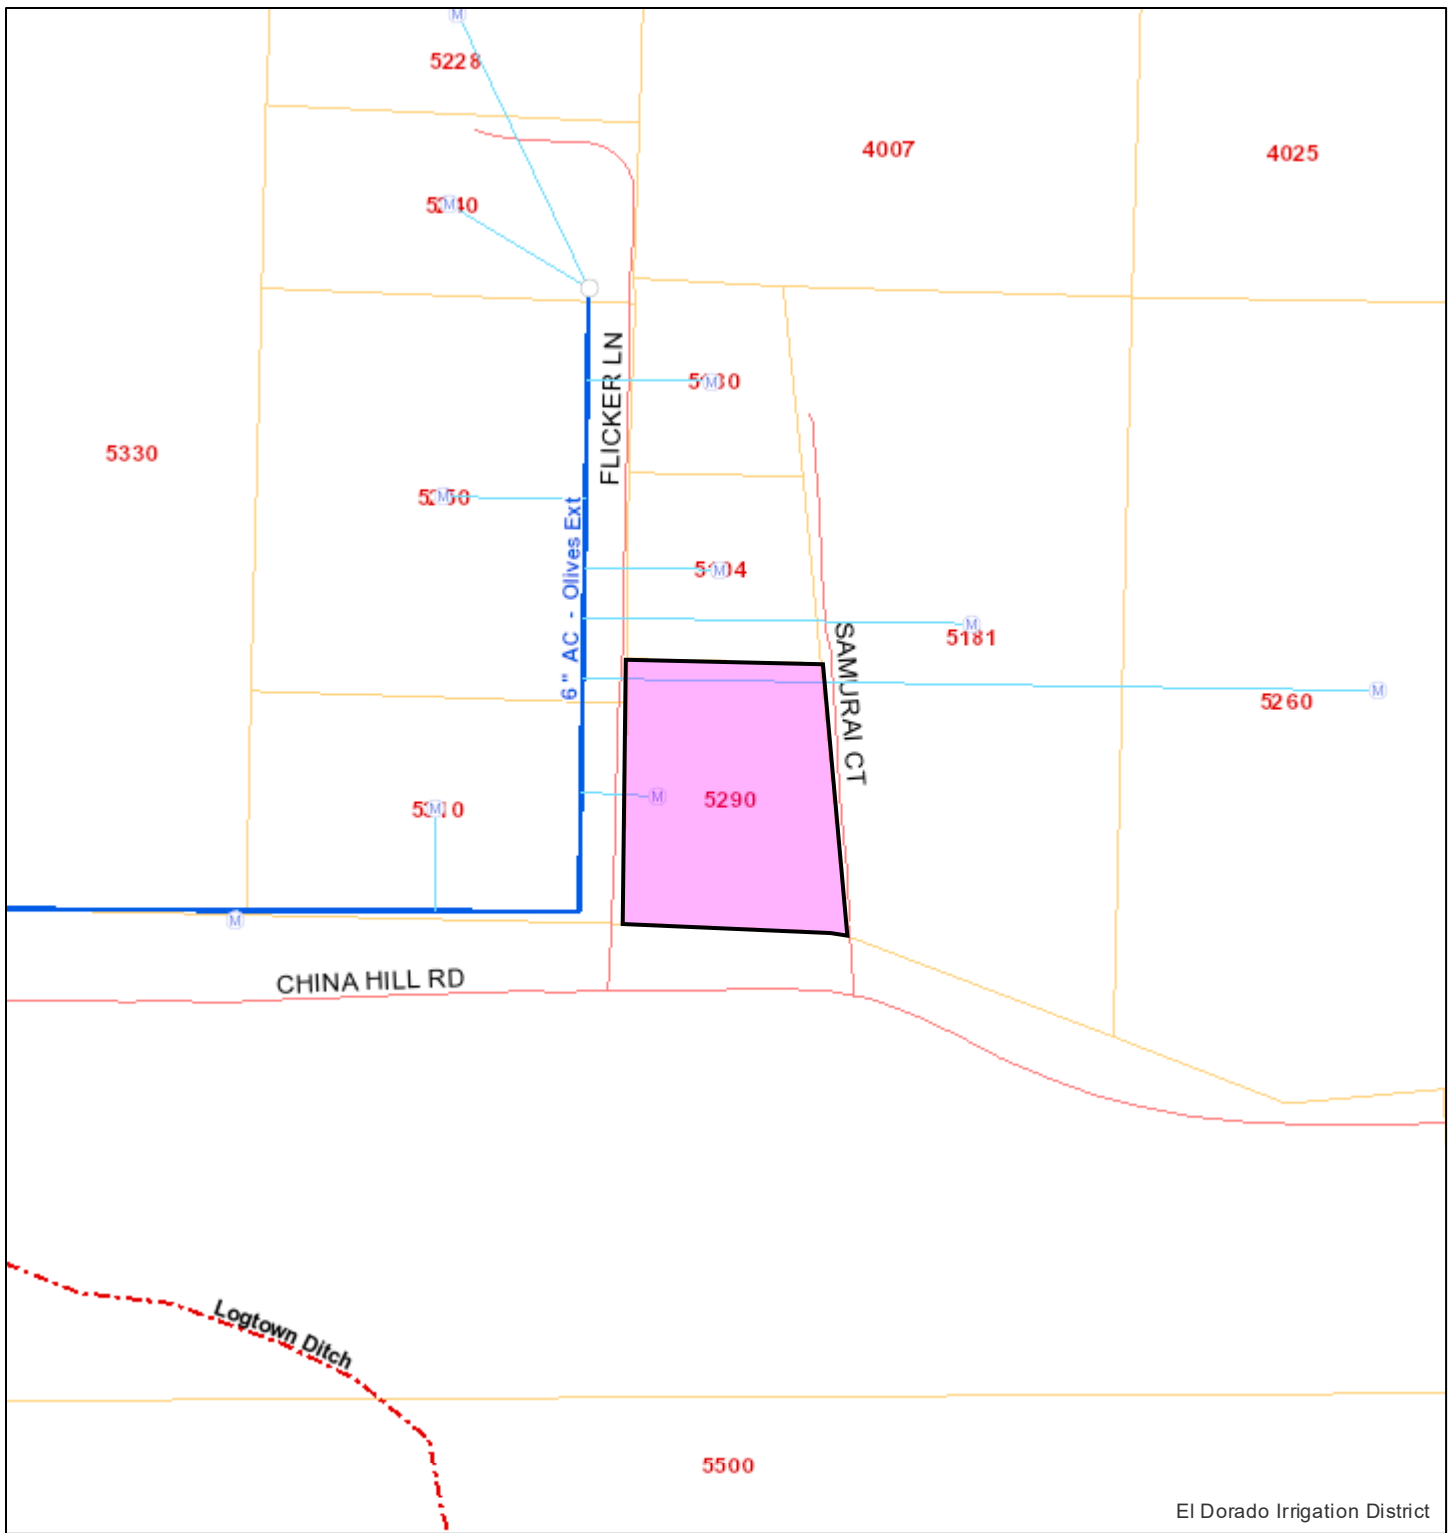 M
5228
4007
4025
M
FLICKER LN
M
5330
M
6" AC - Olives Ext
M
M
5181
SAMURAI CT
M
5260
M
5290
M
M
CHINA HILL RD
Logtown Ditch
5500
El Dorado Irrigation District